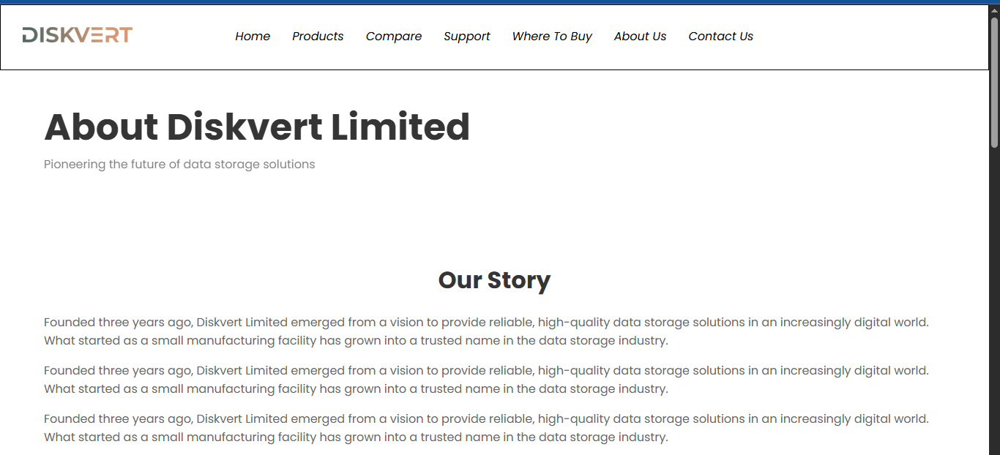 DISKVERT
Home Products Compare Support Where To Buy About Us Contact Us
About Diskvert Limited
Pioneering the future of data storage solutions
Our Story
Founded three years ago, Diskvert Limited emerged from a vision to provide reliable, high-quality data storage solutions in an increasingly digital world.
What started as a small manufacturing facility has grown into a trusted name in the data storage industry.
Founded three years ago, Diskvert Limited emerged from a vision to provide reliable, high-quality data storage solutions in an increasingly digital world.
What started as a small manufacturing facility has grown into a trusted name in the data storage industry.
Founded three years ago, Diskvert Limited emerged from a vision to provide reliable, high-quality data storage solutions in an increasingly digital world.
What started as a small manufacturing facility has grown into a trusted name in the data storage industry.